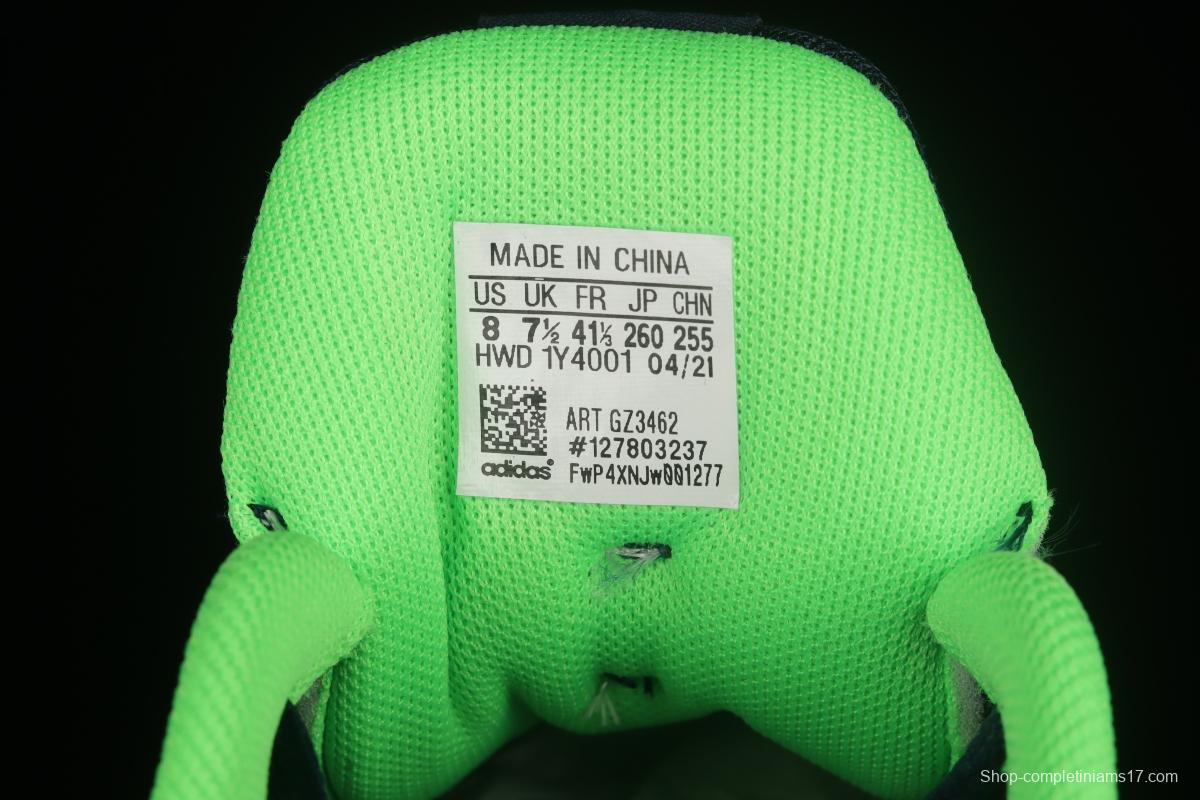 MADE IN CHINA
US UK FR JP CHN
8 7½ 41⅓ 260 255
HWD 1Y4001 04/21
ART GZ3462
#127803237
adidas® FwP4XNJw001277
Shop-completiniams17.com